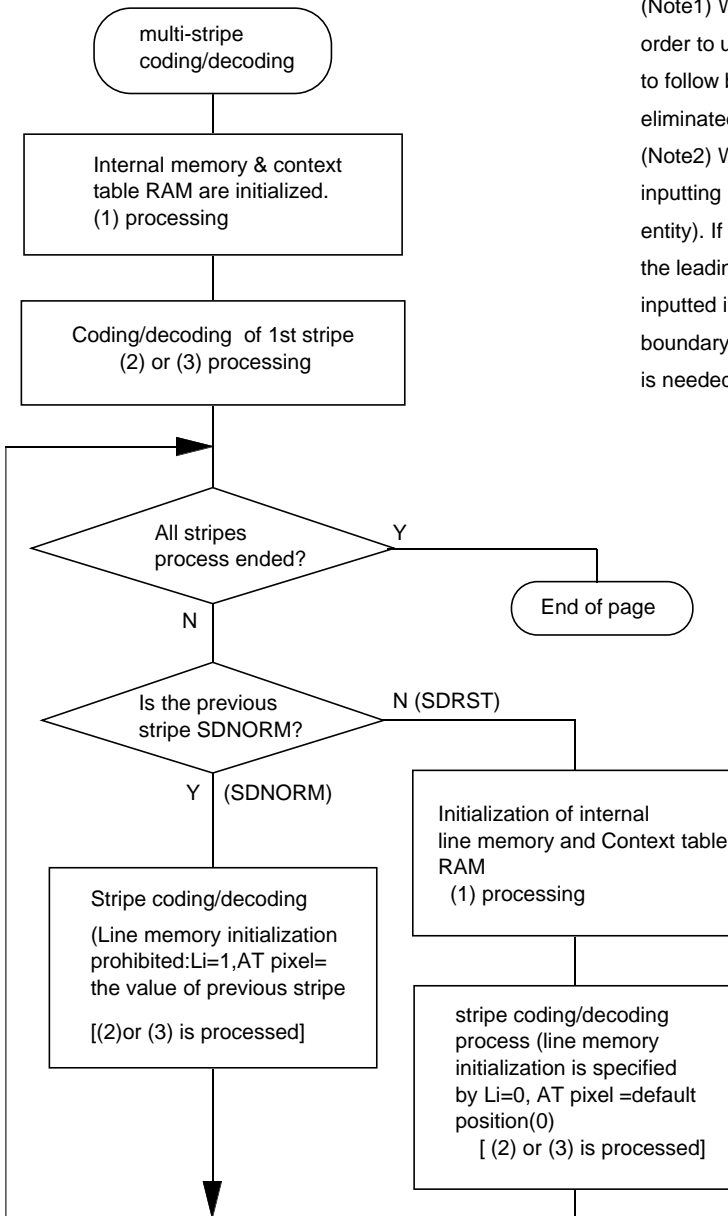 multi-stripe
coding/decoding
Internal memory & context
table RAM are initialized.
(1) processing
Coding/decoding of 1st stripe
(2) or (3) processing
All stripes
process ended?
Y
End of page
N
Is the previous
stripe SDNORM?
N (SDRST)
Y (SDNORM)
Initialization of internal
line memory and Context table
RAM
(1) processing
Stripe coding/decoding
(Line memory initialization
prohibited:Li=1,AT pixel=
the value of previous stripe
[(2)or (3) is processed]
stripe coding/decoding
process (line memory
initialization is specified
by Li=0, AT pixel =default
position(0)
[ (2) or (3) is processed]
(Note1)
order to
to follow
eliminated
(Note2)
inputting
entity). If
the
inputted
boundary
is needed